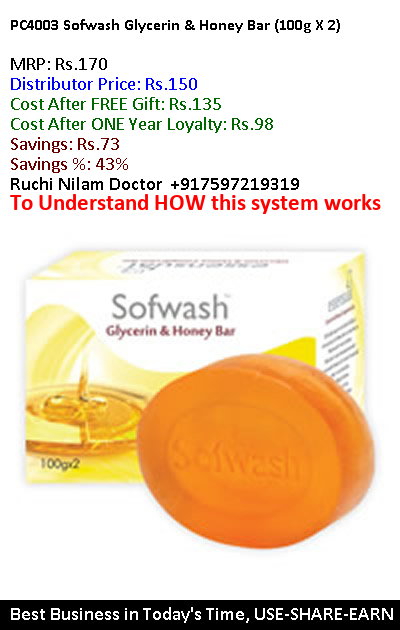 PC4003 Sofwash Glycerin & Honey Bar (100g X 2)
MRP: Rs.170
Distributor Price: Rs.150
Cost After FREE Gift: Rs.135
Cost After ONE Year Loyalty: Rs.98
Savings: Rs.73
Savings %: 43%
Ruchi Nilam Doctor +917597219319
To Understand HOW this system works
Sofwash™
Glycerin & Honey Bar
Sofwash
100gx2
Best Business in Today's Time, USE-SHARE-EARN